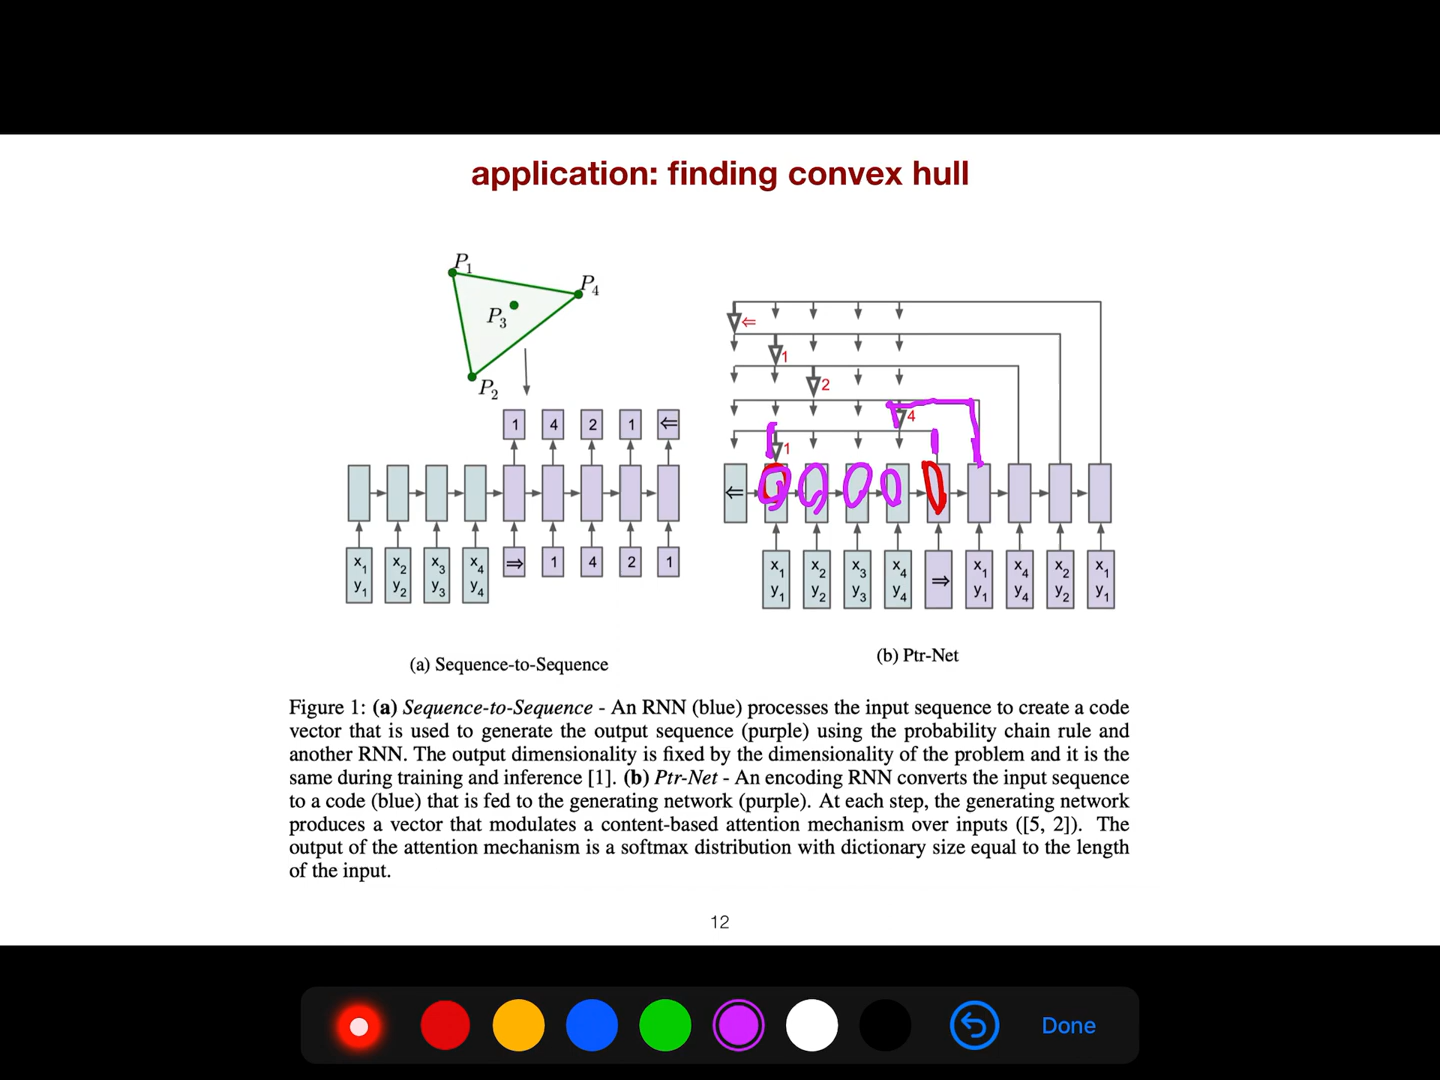 application: finding convex hull
P1
P4
P3
P2
⇐
1
2
4
1
1 4 2 1 ⇐
⇐
x1 y1 x2 y2 x3 y3 x4 y4 ⇒ 1 4 2 1
x1 y1 x2 y2 x3 y3 x4 y4 ⇒ x1 y1 x4 y4 x2 y2 x1 y1
(a) Sequence-to-Sequence
(b) Ptr-Net
Figure 1: (a) Sequence-to-Sequence - An RNN (blue) processes the input sequence to create a code
vector that is used to generate the output sequence (purple) using the probability chain rule and
another RNN. The output dimensionality is fixed by the dimensionality of the problem and it is the
same during training and inference [1]. (b) Ptr-Net - An encoding RNN converts the input sequence
to a code (blue) that is fed to the generating network (purple). At each step, the generating network
produces a vector that modulates a content-based attention mechanism over inputs ([5, 2]). The
output of the attention mechanism is a softmax distribution with dictionary size equal to the length
of the input.
12
Done